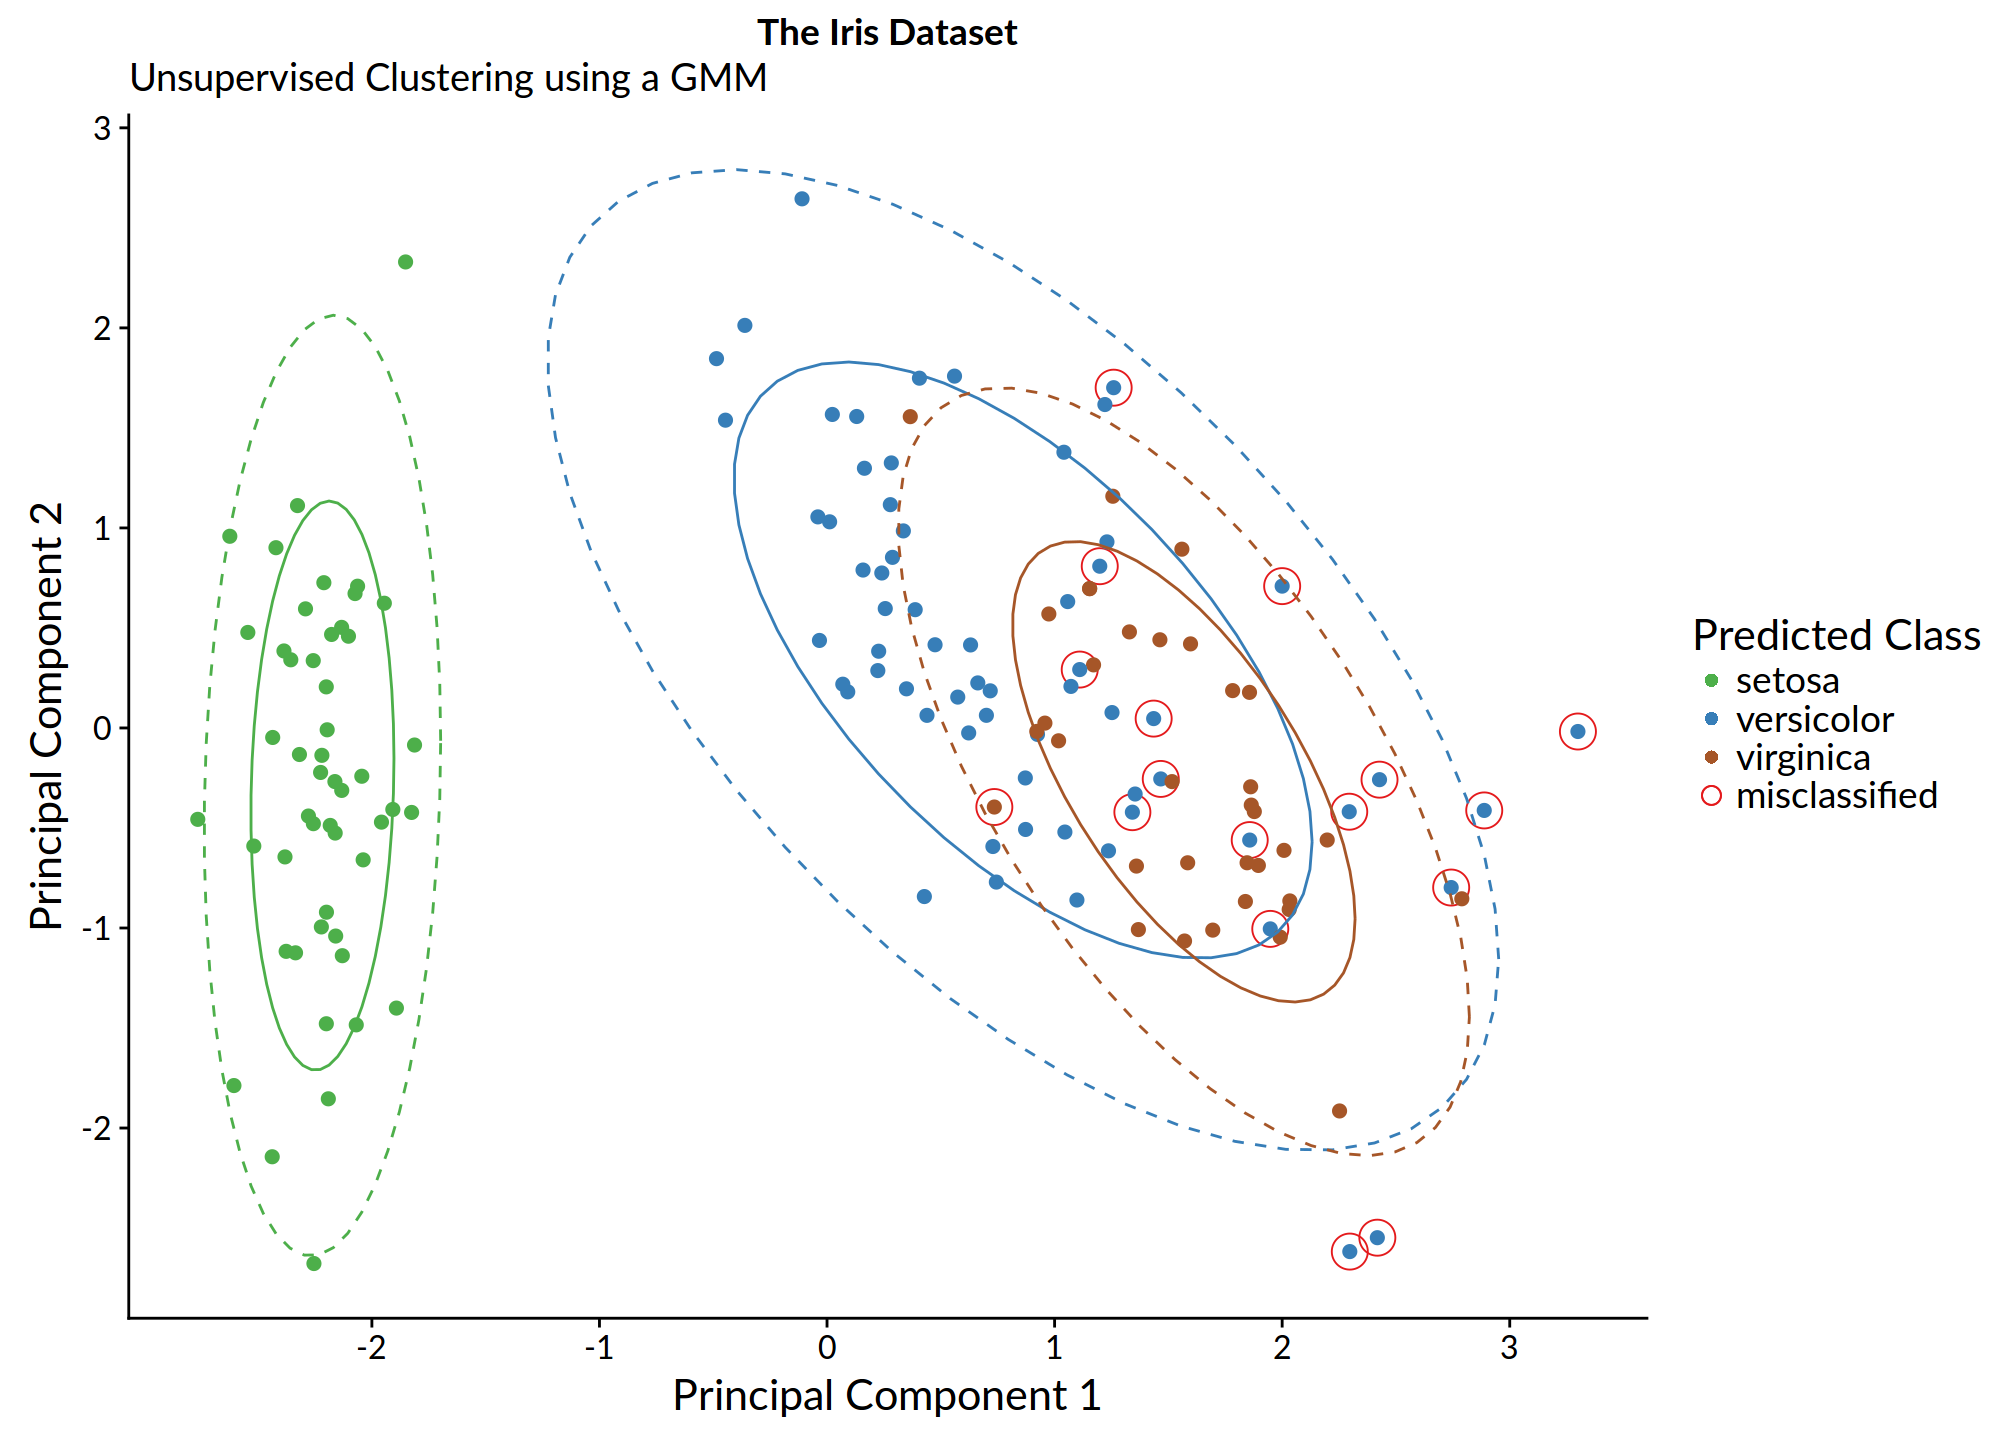 The Iris Dataset
Unsupervised Clustering using a GMM
3
2
1
0
-1
-2
Principal Component 2
-2
-1
0
1
2
3
Principal Component 1
Predicted Class
setosa
versicolor
virginica
misclassified